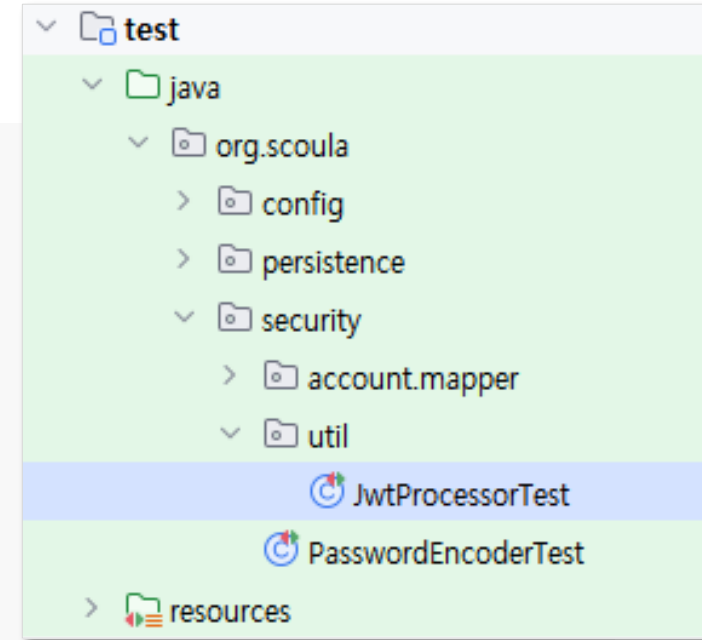 test
java
org.scoula
config
persistence
security
account.mapper
util
JwtProcessorTest
PasswordEncoderTest
resources